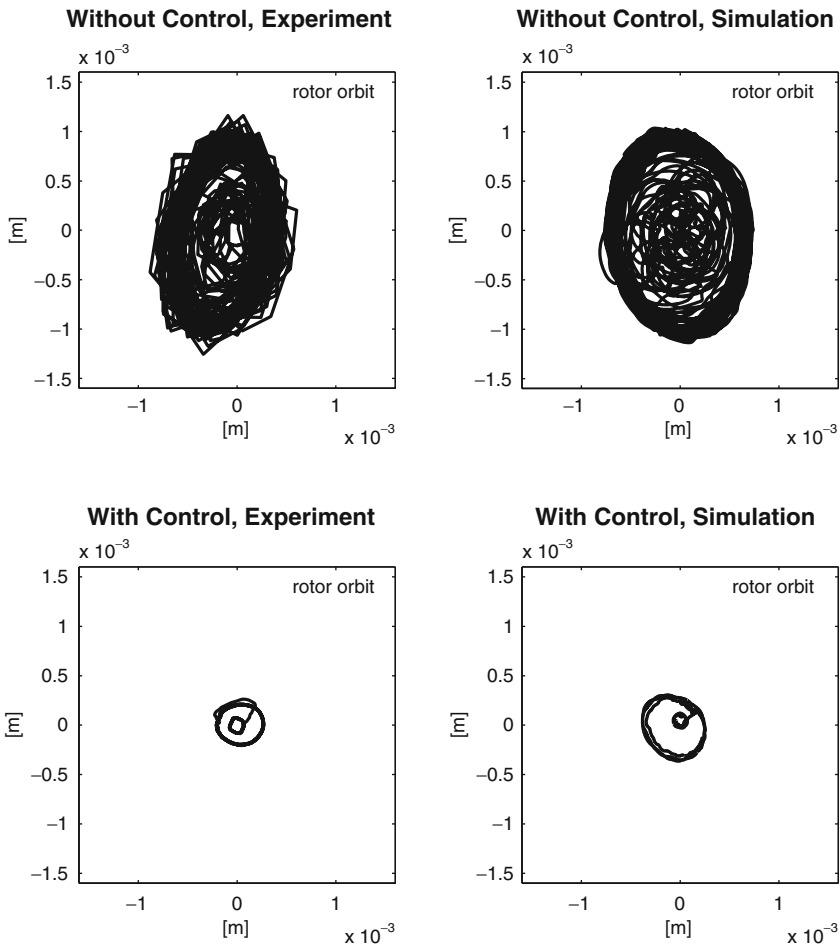 Without Control, Experiment
x 10⁻³
1.5
1
0.5
0
−0.5
−1
−1.5
[m]
rotor orbit
−1 0 1
[m]
x 10⁻³
Without Control, Simulation
x 10⁻³
1.5
1
0.5
0
−0.5
−1
−1.5
[m]
rotor orbit
−1 0 1
[m]
x 10⁻³
With Control, Experiment
x 10⁻³
1.5
1
0.5
0
−0.5
−1
−1.5
[m]
rotor orbit
−1 0 1
[m]
x 10⁻³
With Control, Simulation
x 10⁻³
1.5
1
0.5
0
−0.5
−1
−1.5
[m]
rotor orbit
−1 0 1
[m]
x 10⁻³